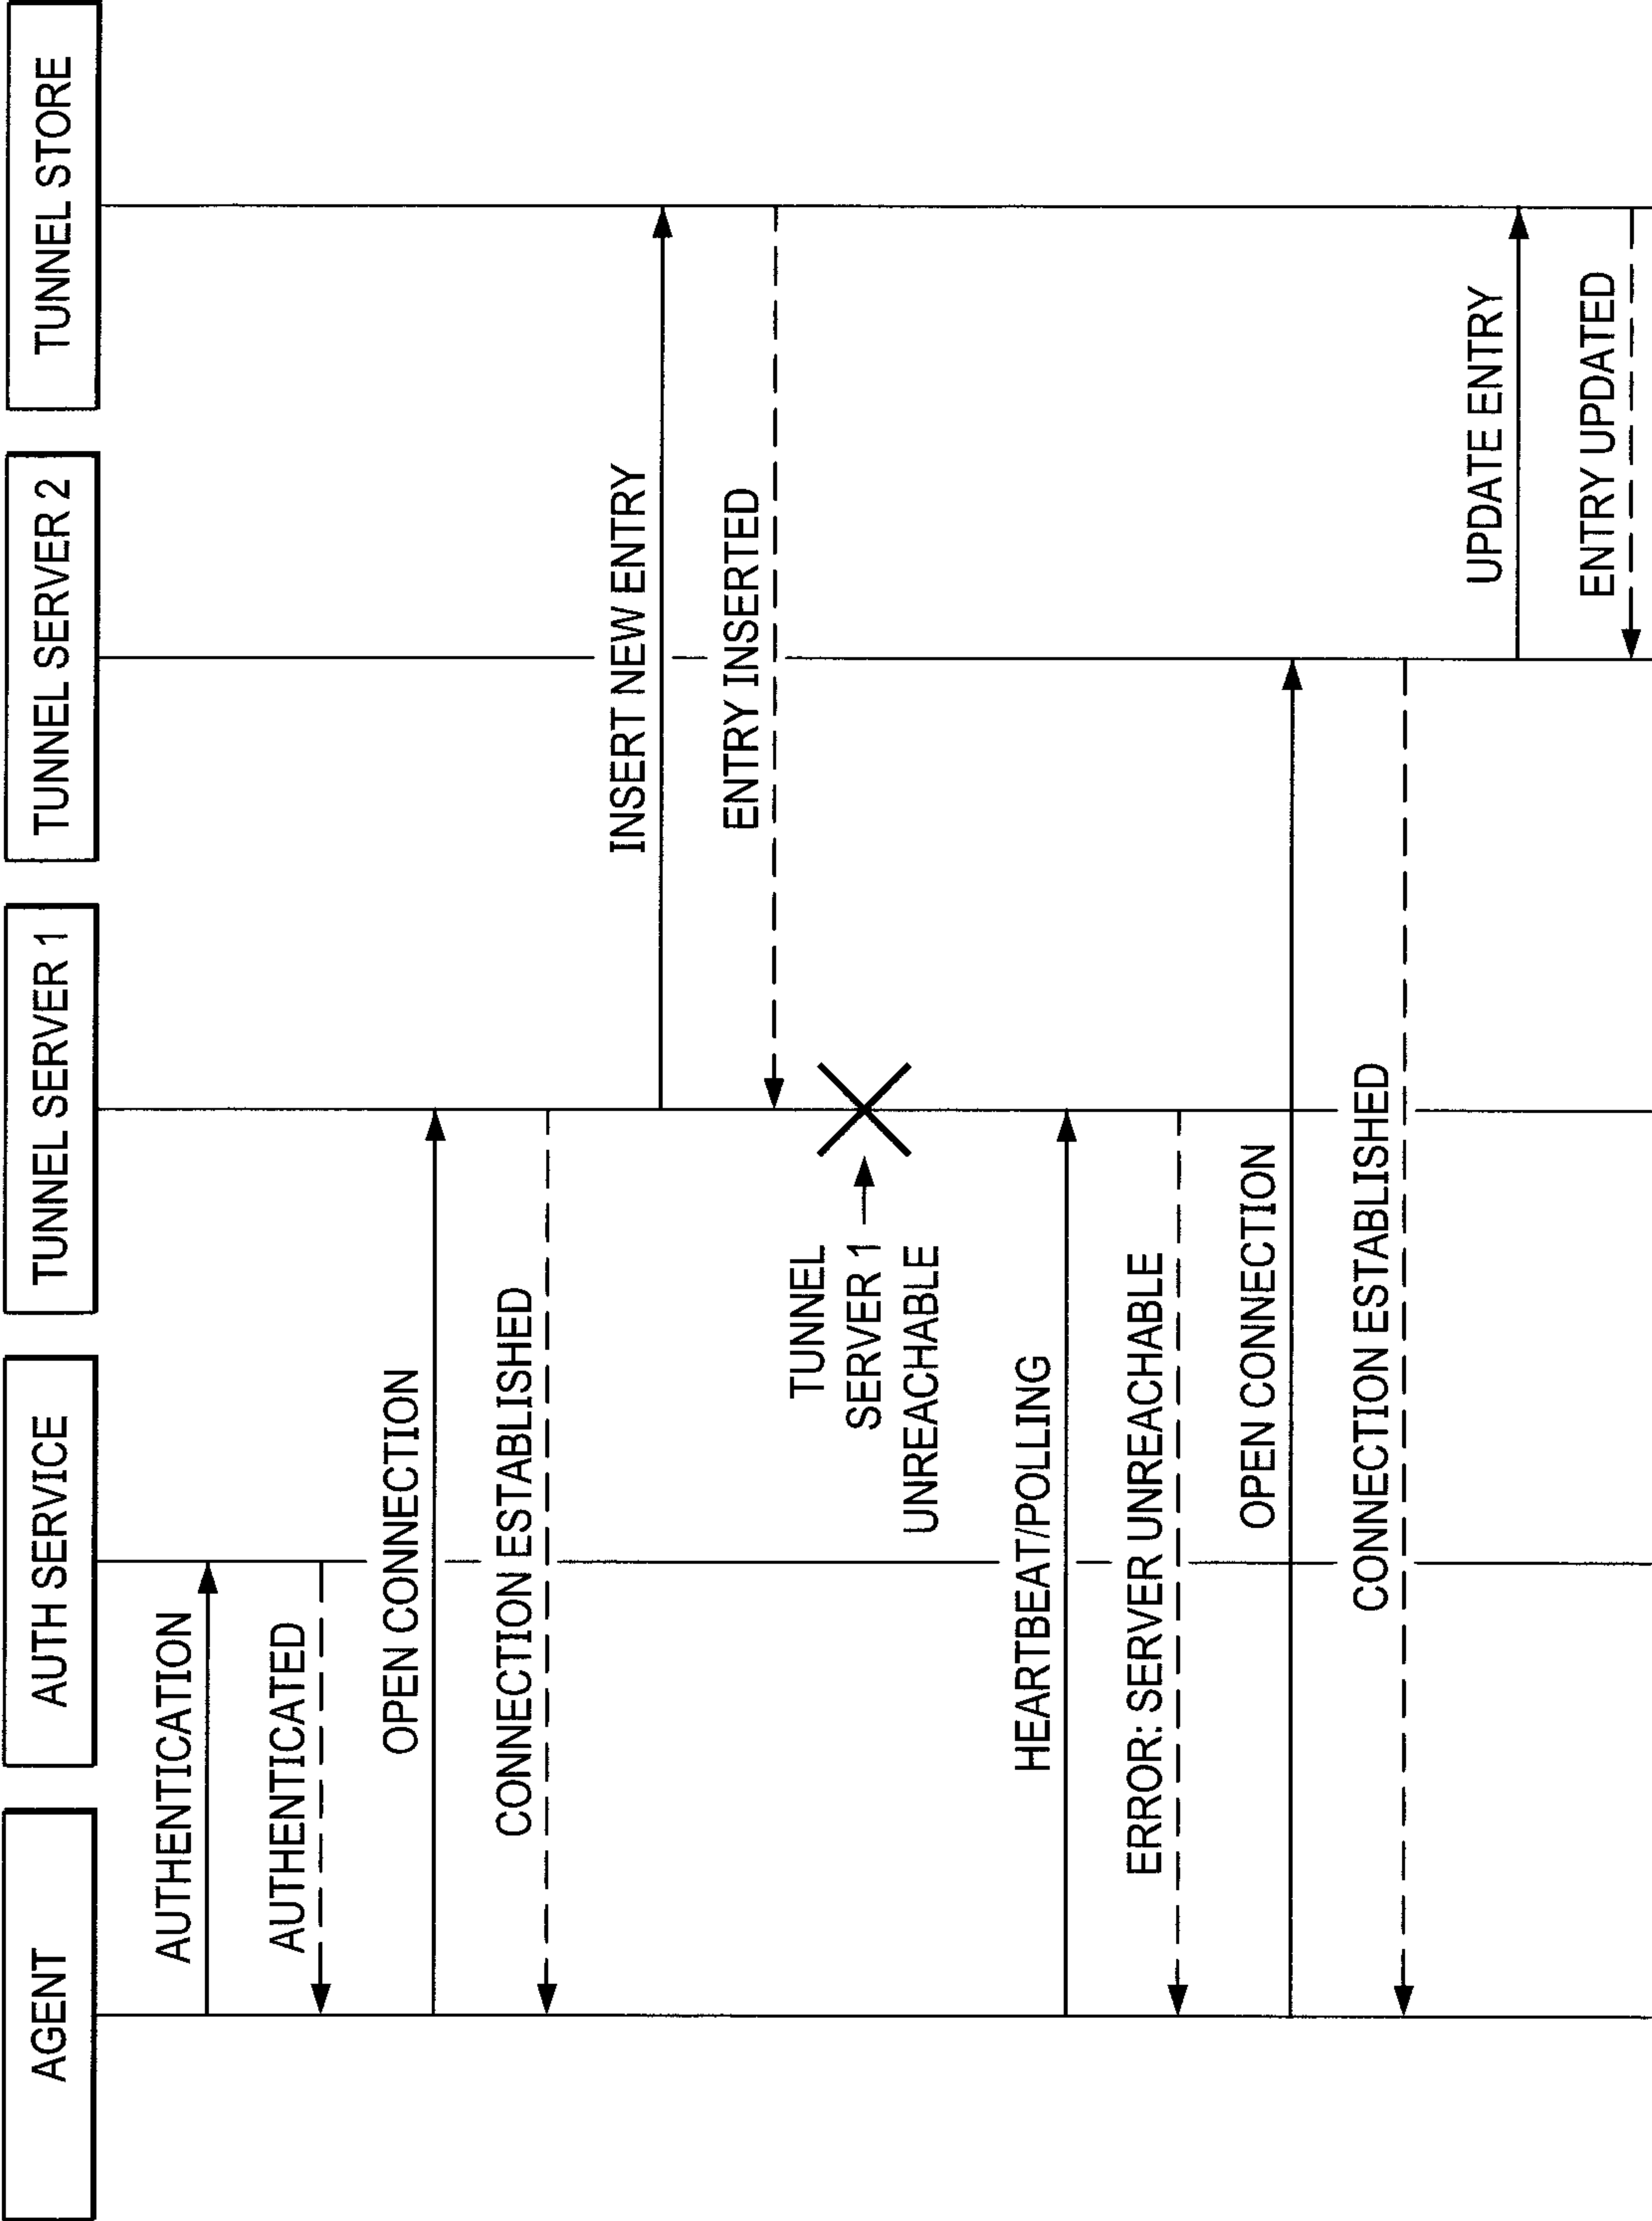 AGENT
AUTH SERVICE
TUNNEL SERVER 1
TUNNEL SERVER 2
TUNNEL STORE
AUTHENTICATION
AUTHENTICATED
OPEN CONNECTION
CONNECTION ESTABLISHED
INSERT NEW ENTRY
ENTRY INSERTED
TUNNEL
SERVER 1
UNREACHABLE
HEARTBEAT/POLLING
ERROR: SERVER UNREACHABLE
OPEN CONNECTION
CONNECTION ESTABLISHED
UPDATE ENTRY
ENTRY UPDATED